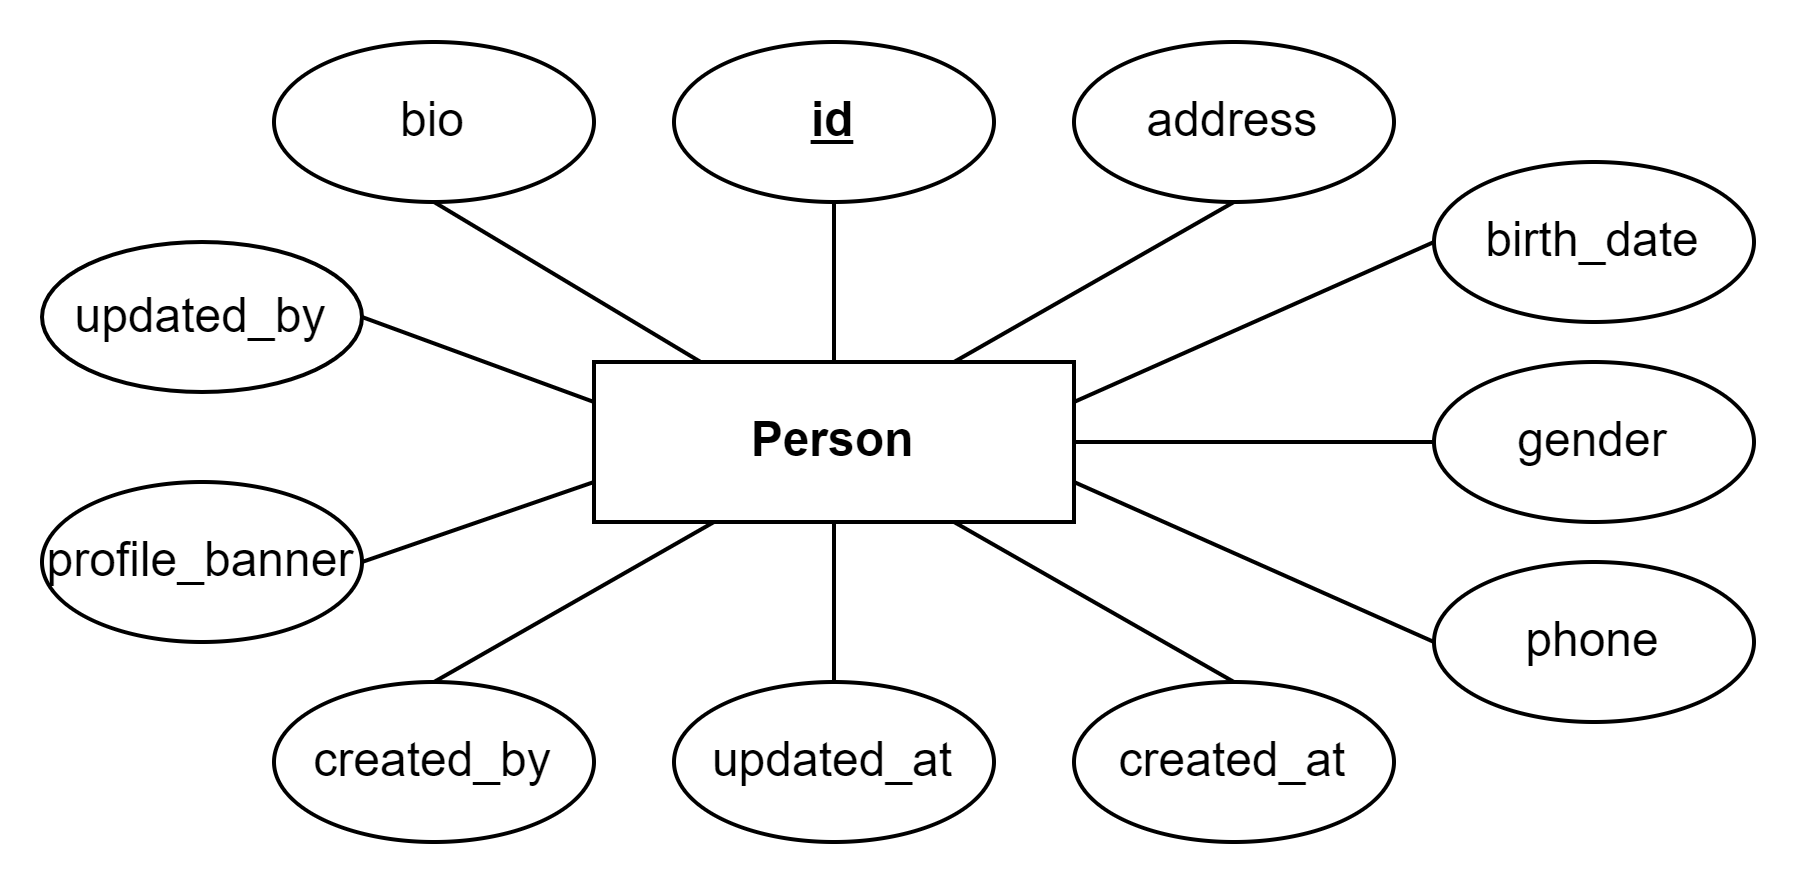 bio
id
address
birth_date
updated_by
Person
gender
profile_banner
phone
created_by
updated_at
created_at